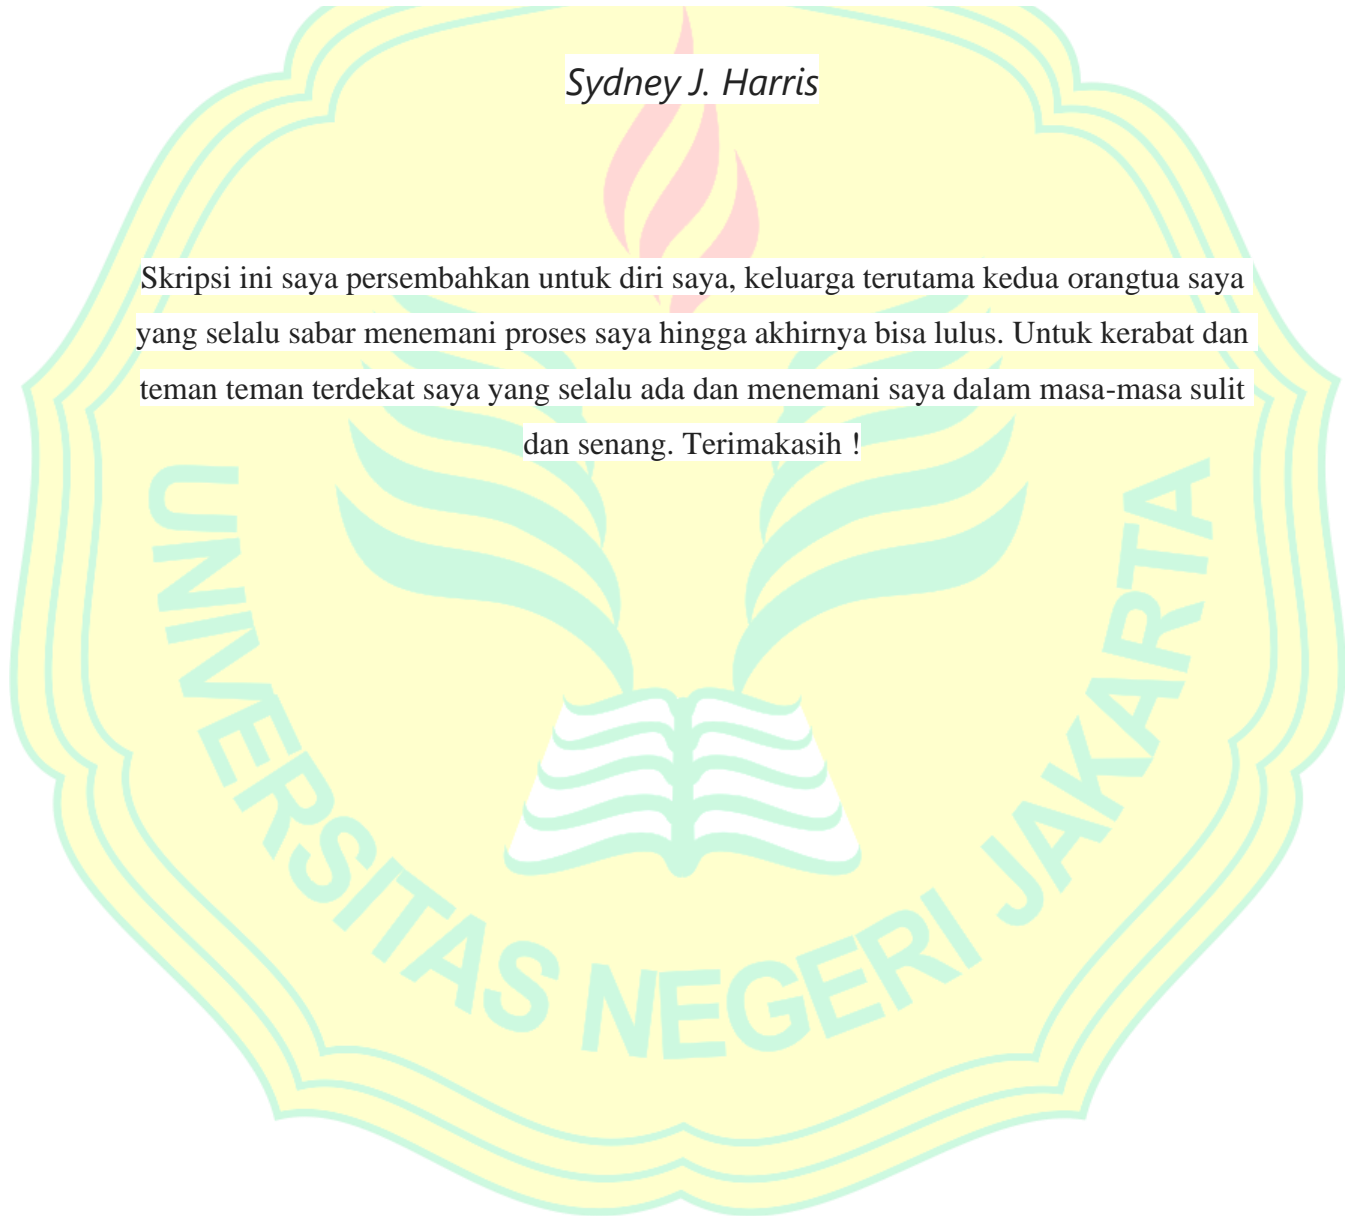 Sydney J. Harris
Skripsi ini saya persembahkan untuk diri saya, keluarga terutama kedua orangtua saya
yang selalu sabar menemani proses saya hingga akhirnya bisa lulus. Untuk kerabat dan
teman teman terdekat saya yang selalu ada dan menemani saya dalam masa-masa sulit
dan senang. Terimakasih !
UNIVERSITAS NEGERI JAKARTA